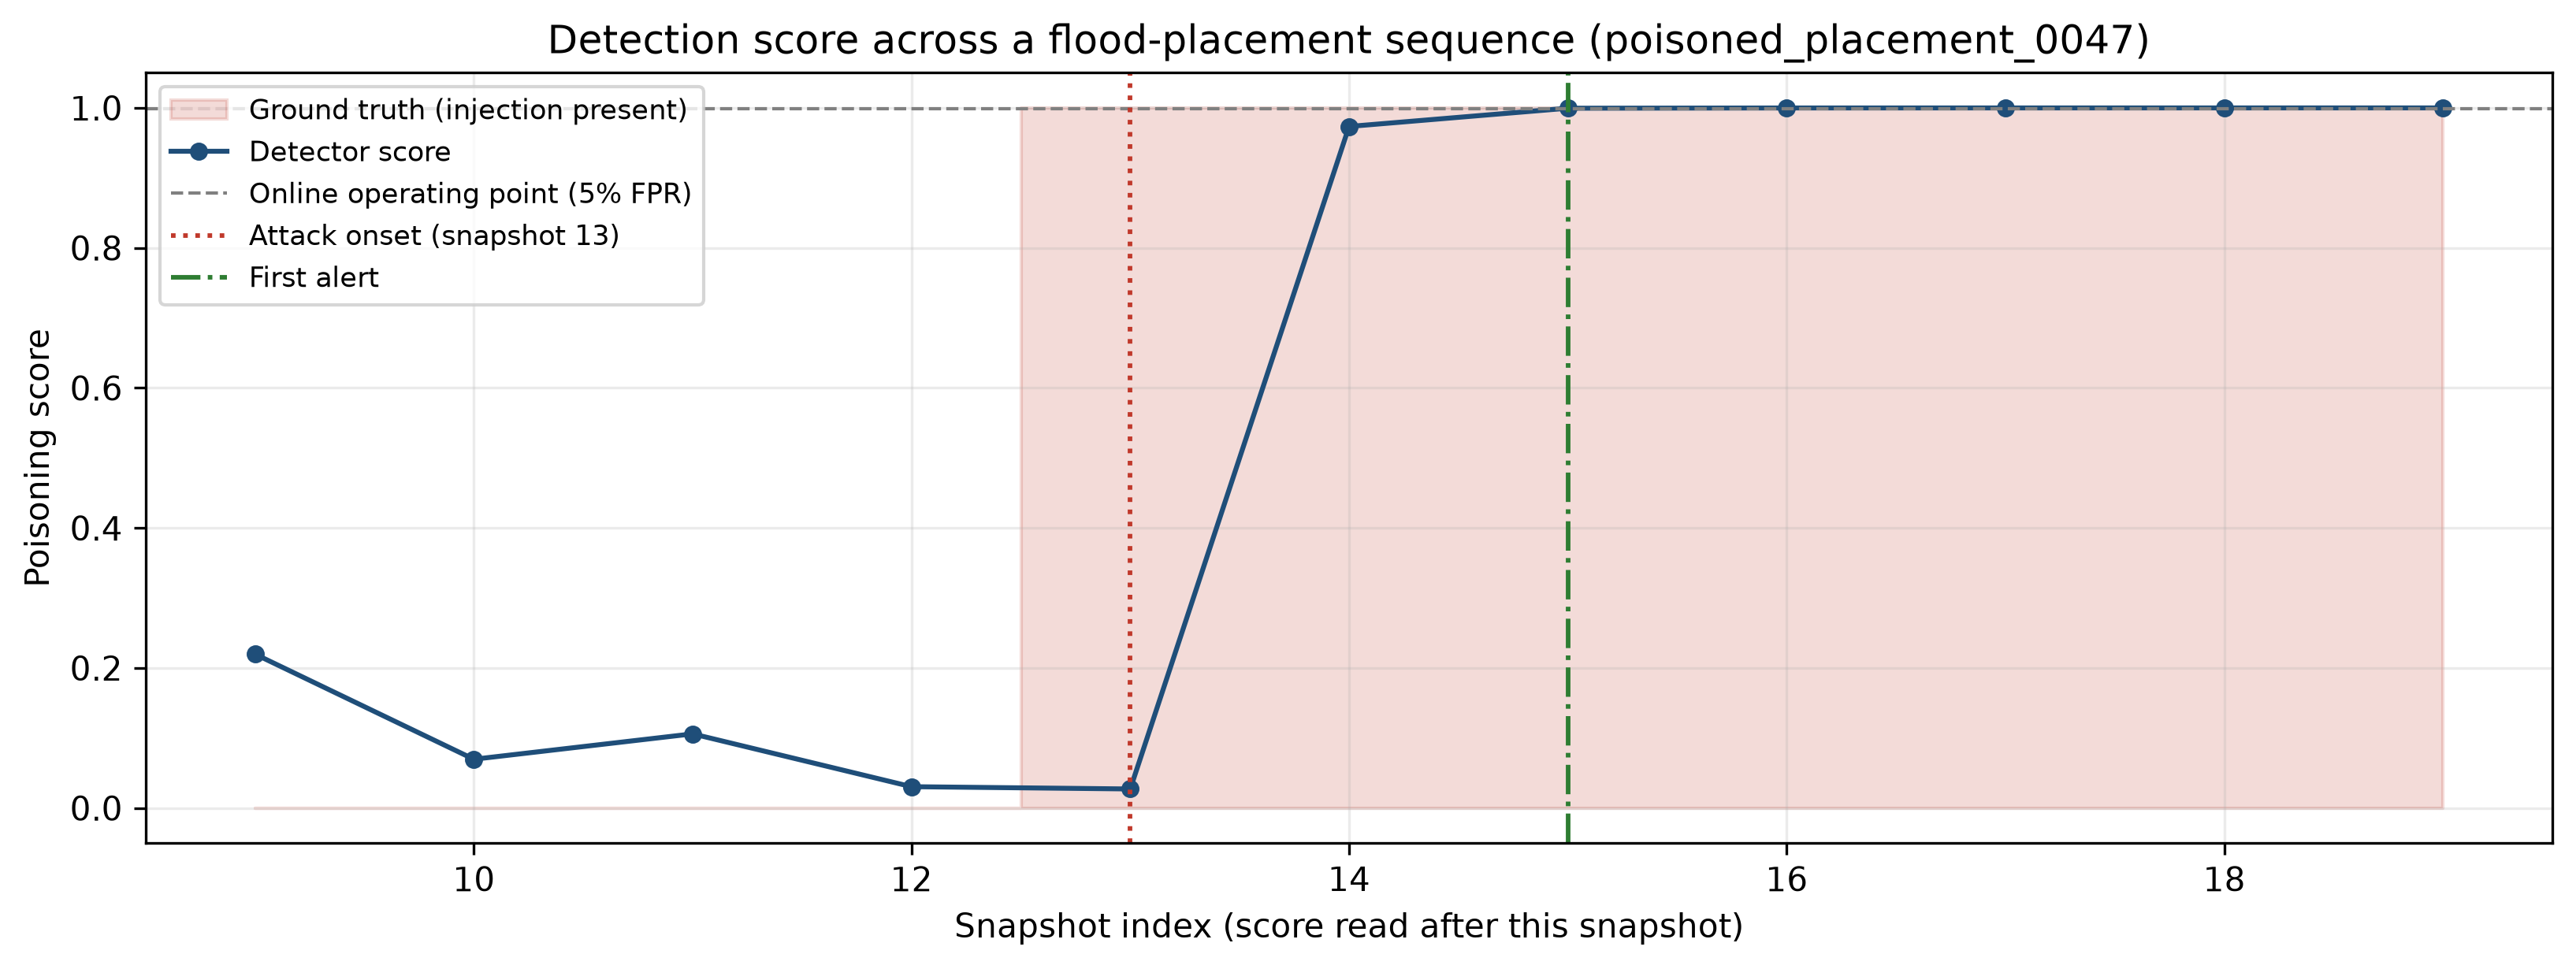 Detection score across a flood-placement sequence (poisoned_placement_0047)
Ground truth (injection present)
Detector score
Online operating point (5% FPR)
Attack onset (snapshot 13)
First alert
Poisoning score
1.0
0.8
0.6
0.4
0.2
0.0
10 12 14 16 18
Snapshot index (score read after this snapshot)